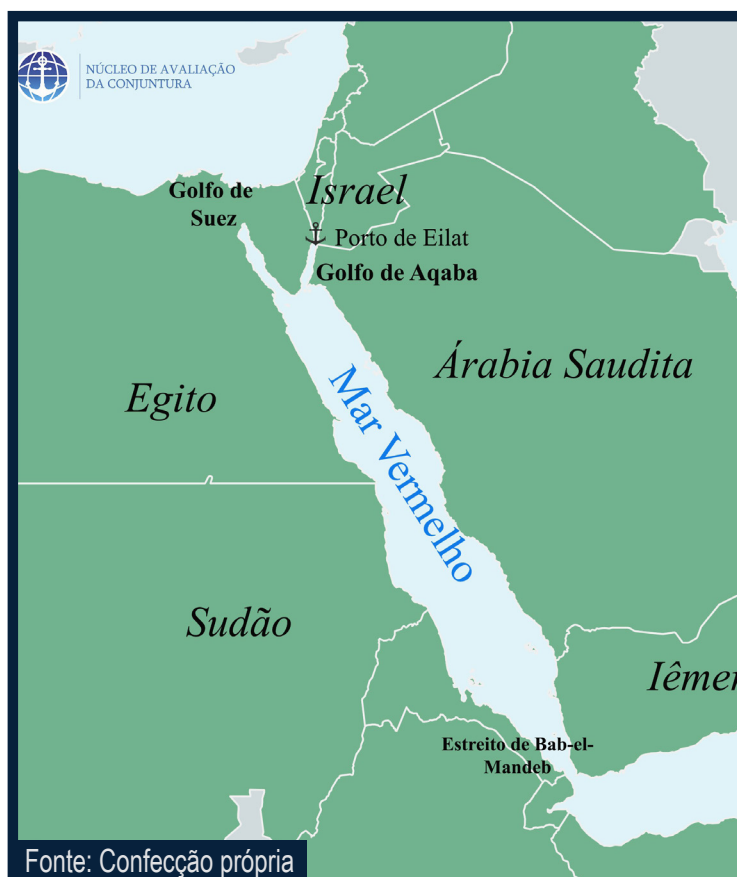 NÚCLEO DE AVALIAÇÃO
DA CONJUNTURA
Golfo de
Suez
Israel
Porto de Eilat
Golfo de Aqaba
Árabia Saudita
Egito
Mar Vermelho
Sudão
Iêmen
Estreito de Bab-el-
Mandeb
Fonte: Confecção própria